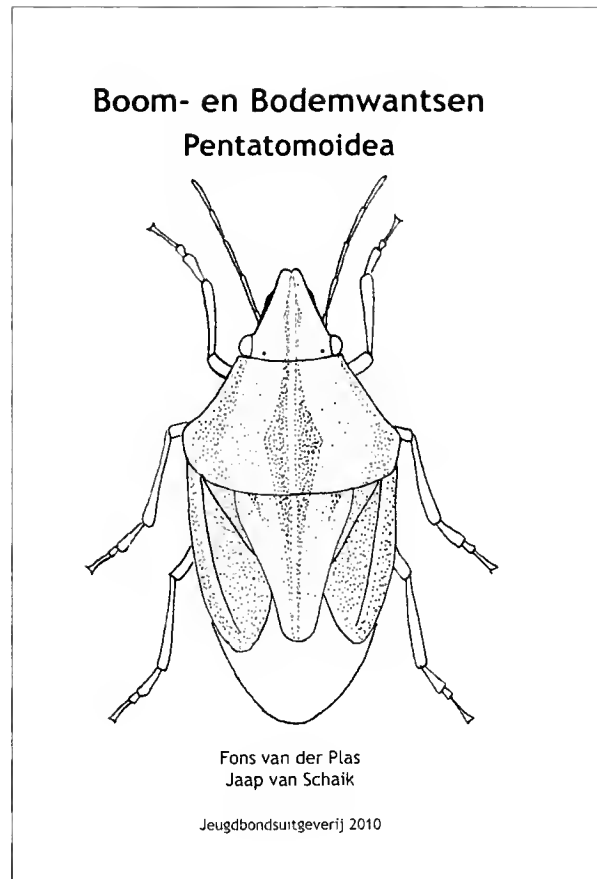 Boom- en Bodemwantsen
Pentatomoidea
Fons van der Plas
Jaap van Schaik
Jeugdbondsuitgeverij 2010